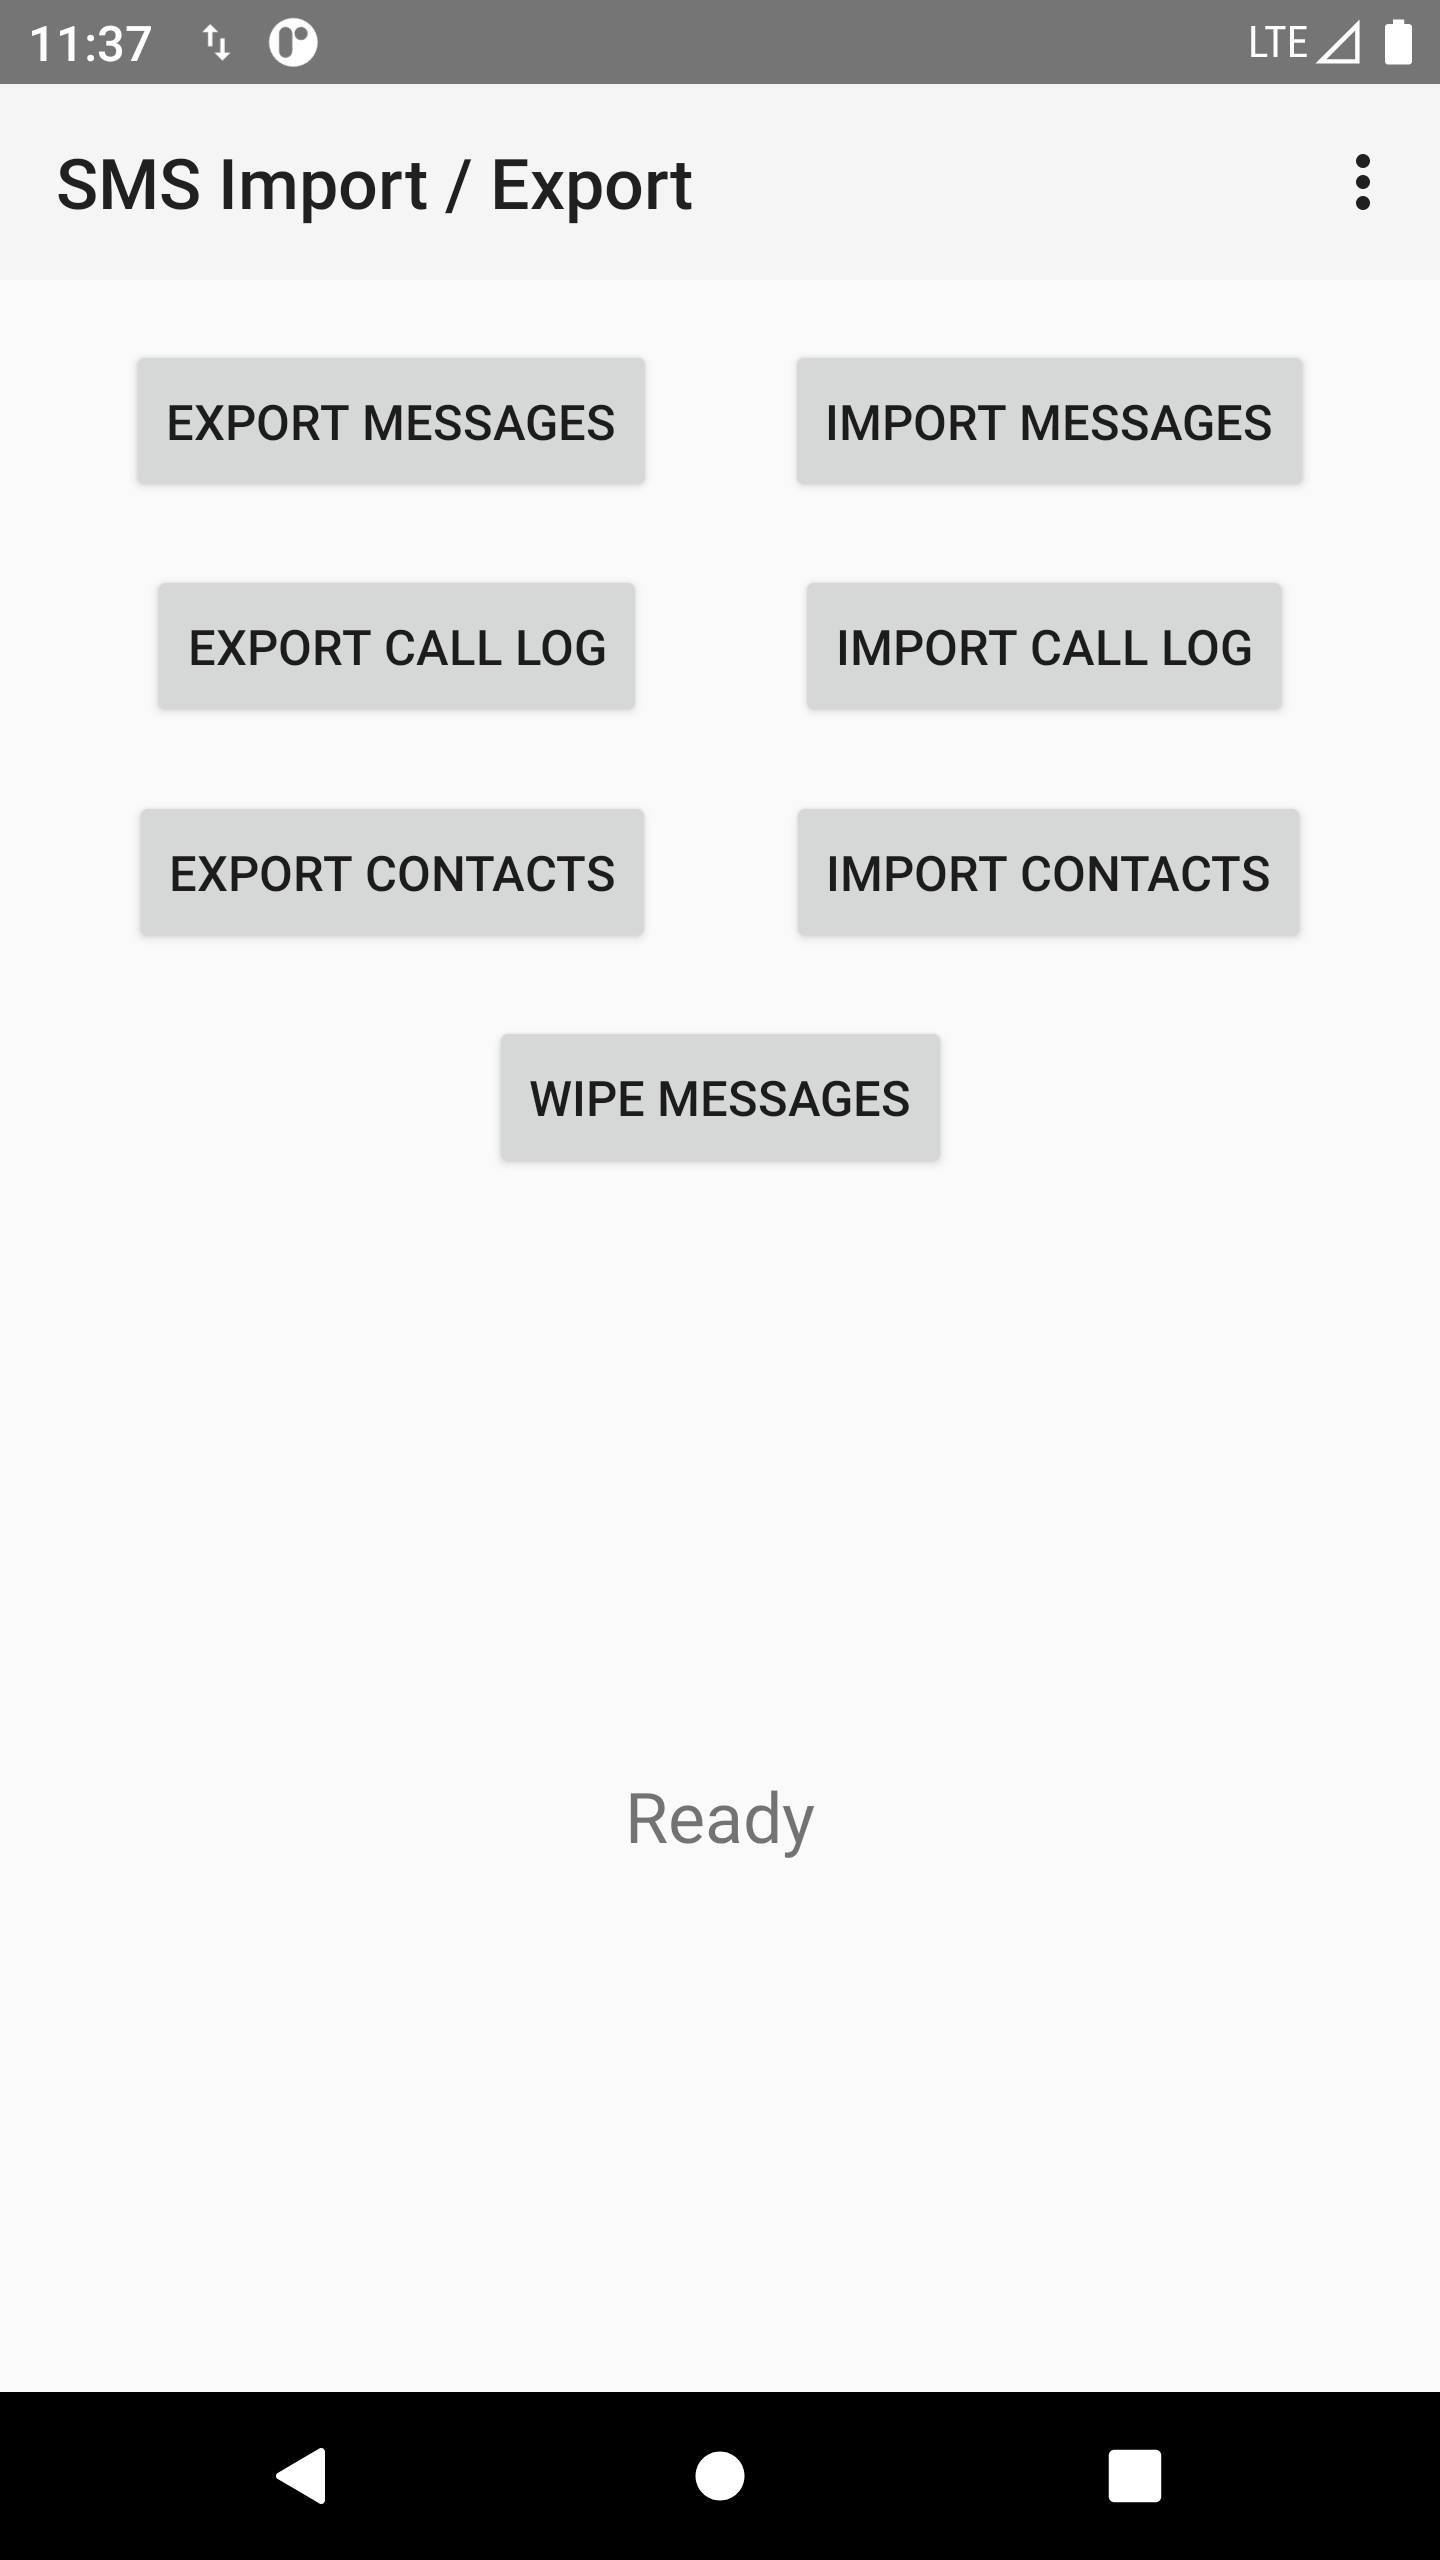 11:37 LTE
SMS Import / Export
EXPORT MESSAGES IMPORT MESSAGES
EXPORT CALL LOG IMPORT CALL LOG
EXPORT CONTACTS IMPORT CONTACTS
WIPE MESSAGES
Ready